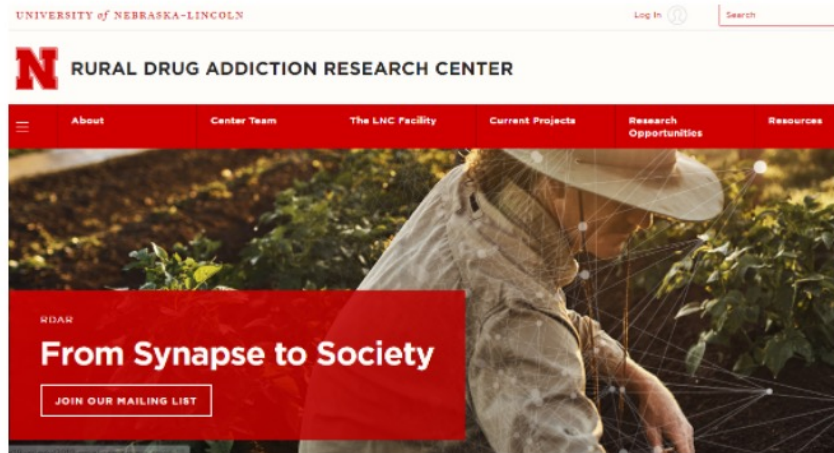 UNIVERSITY of NEBRASKA-LINCOLN
Log In
Search
N
RURAL DRUG ADDICTION RESEARCH CENTER
About
Center Team
The LNC Facility
Current Projects
Research
Opportunities
Resources
RDAR
From Synapse to Society
JOIN OUR MAILING LIST